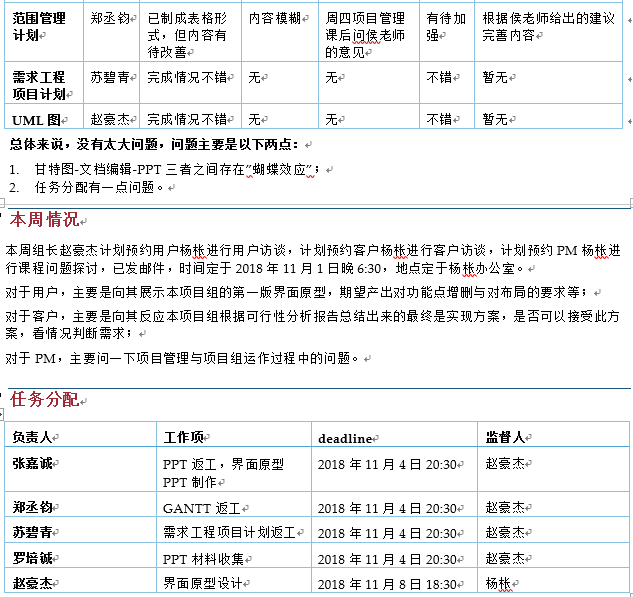 范围管理 郑丞钧 已制成表格形 内容模糊 周四项目管理 有待加 根据侯老师给出的建议
计划 式，但内容有 课后问侯老师 强 完善内容
待改善 的意见
需求工程 苏碧青 完成情况不错 无 无 不错 暂无
项目计划
UML 图 赵豪杰 完成情况不错 无 无 不错 暂无
总体来说，没有太大问题，问题主要是以下两点：
1. 甘特图-文档编辑-PPT 三者之间存在"蝴蝶效应"；
2. 任务分配有一点问题。
本周情况
本周组长赵豪杰计划预约用户杨枨进行用户访谈，计划预约客户杨枨进行客户访谈，计划预约 PM 杨枨进
行课程问题探讨，已发邮件，时间定于 2018 年 11 月 1 日晚 6:30，地点定于杨枨办公室。
对于用户，主要是向其展示本项目组的第一版界面原型，期望产出对功能点增删与对布局的要求等；
对于客户，主要是向其反应本项目组根据可行性分析报告总结出来的最终是实现方案，是否可以接受此方
案，看情况判断需求；
对于 PM，主要问一下项目管理与项目组运作过程中的问题。
任务分配
负责人 工作项 deadline 监督人
张嘉诚 PPT 返工，界面原型 2018 年 11 月 4 日 20:30 赵豪杰
PPT 制作
郑丞钧 GANTT 返工 2018 年 11 月 4 日 20:30 赵豪杰
苏碧青 需求工程项目计划返工 2018 年 11 月 4 日 20:30 赵豪杰
罗培诚 PPT 材料收集 2018 年 11 月 4 日 20:30 赵豪杰
赵豪杰 界面原型设计 2018 年 11 月 8 日 18:30 杨枨